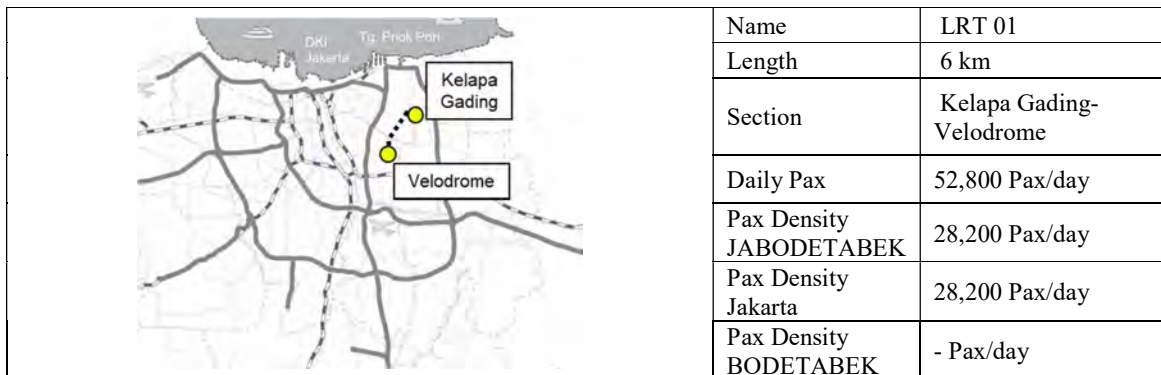 DKI
Jakarta
Tg. Priok Port
Kelapa
Gading
Velodrome
Name LRT 01
Length 6 km
Section Kelapa Gading-
Velodrome
Daily Pax 52,800 Pax/day
Pax Density
JABODETABEK 28,200 Pax/day
Pax Density
Jakarta 28,200 Pax/day
Pax Density
BODETABEK - Pax/day